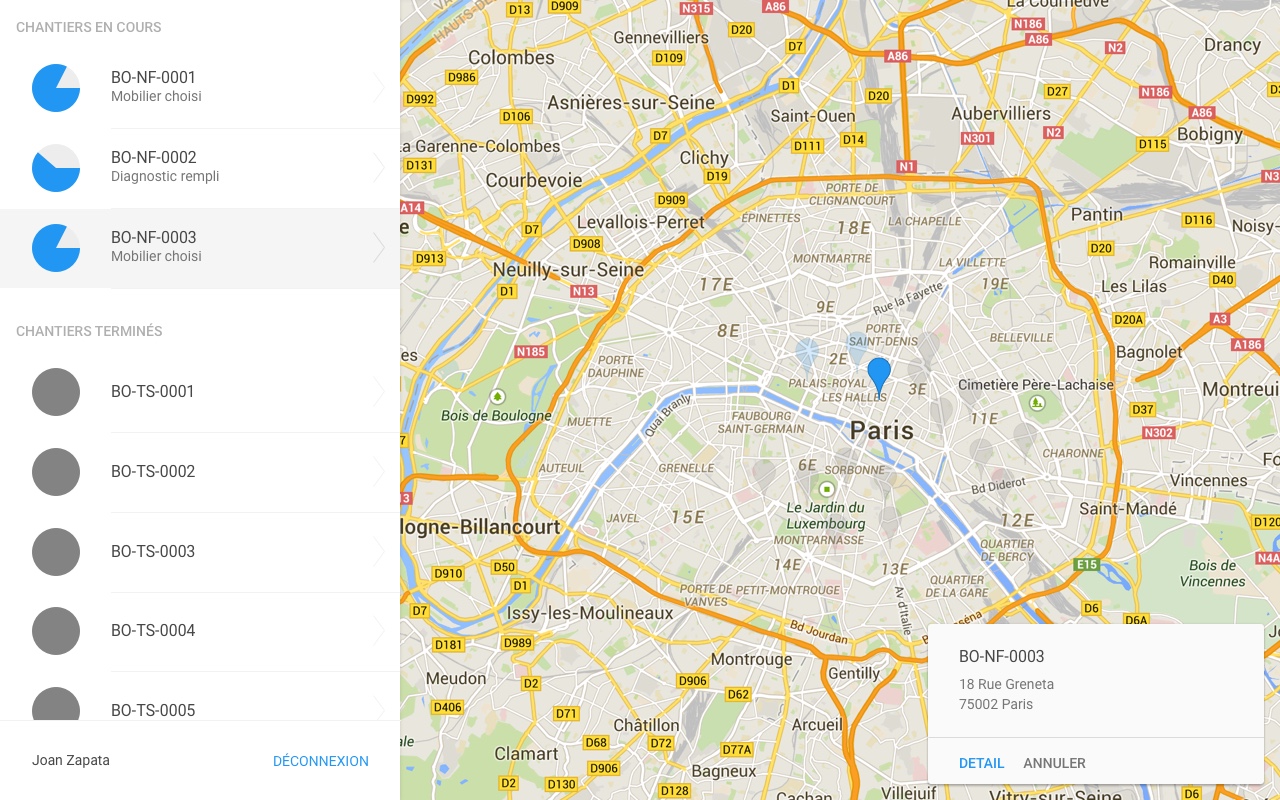 CHANTIERS EN COURS
BO-NF-0001
Mobilier choisi
BO-NF-0002
Diagnostic rempli
BO-NF-0003
Mobilier choisi
CHANTIERS TERMINÉS
BO-TS-0001
BO-TS-0002
BO-TS-0003
BO-TS-0004
BO-TS-0005
Joan Zapata
DÉCONNEXION
D13
D909
N315
A86
La Courneuve
HAUTS-DE-
Gennevilliers
D20
N186
A86
Colombes
D109
D7
A86
N2
Drancy
D986
D992
D1
D20
D27
N186
Asnières-sur-Seine
Saint-Ouen
Aubervilliers
A86
D106
D7
D111
D14
N301
N2
Bobigny
a Garenne-Colombes
D131
Clichy
N1
D115
Courbevoie
D19
PORTE DE
CLIGNANCOURT
N3
A14
D909
Levallois-Perret
ÉPINETTES
18E
LA CHAPELLE
Pantin
D116
Noisy-
e
D7
D908
D20
D913
Neuilly-sur-Seine
MONTMARTRE
LA VILLETTE
Romainville
D1
N13
17E
19E
Les Lilas
D40
9E
Rue la Fayette
D20A
A3
8E
PORTE
SAINT-DENIS
BELLEVILLE
A186
es
N185
PORTE
DAUPHINE
2E
Bagnolet
PALAIS-ROYAL
LES HALLES
3E
Cimetière Père-Lachaise
Montreui
Bois de Boulogne
Quai Branly
MUETTE
FAUBOURG
SAINT-GERMAIN
11E
D37
7
Paris
N302
AUTEUIL
GRENELLE
6E
SORBONNE
CHARONNE
Fo
Bd Diderot
Vincennes
3
Le Jardin du
Luxembourg
Saint-Mandé
logne-Billancourt
JAVEL
15E
MONTPARNASSE
12E
D120
QUARTIER
DE BERCY
N4A
D910
D50
14E
13E
E15
Bois de
Vincennes
D1
PORTE DE
VANVES
PETIT-MONTROUGE
QUARTIER
DE LA GARE
D7
Issy-les-Moulineaux
Av d'Italie
D6
D6A
D181
D989
Bd Jourdan
Montrouge
Gentilly
Meudon
D2
D906
D62
D406
D71
Châtillon
Arcueil
ale
D68
D72
D77A
Clamart
D906
Bagneux
D2
D130
D128
Cachan
Villejuif
Vitry-sur-Seine
D6
BO-NF-0003
18 Rue Greneta
75002 Paris
DETAIL
ANNULER